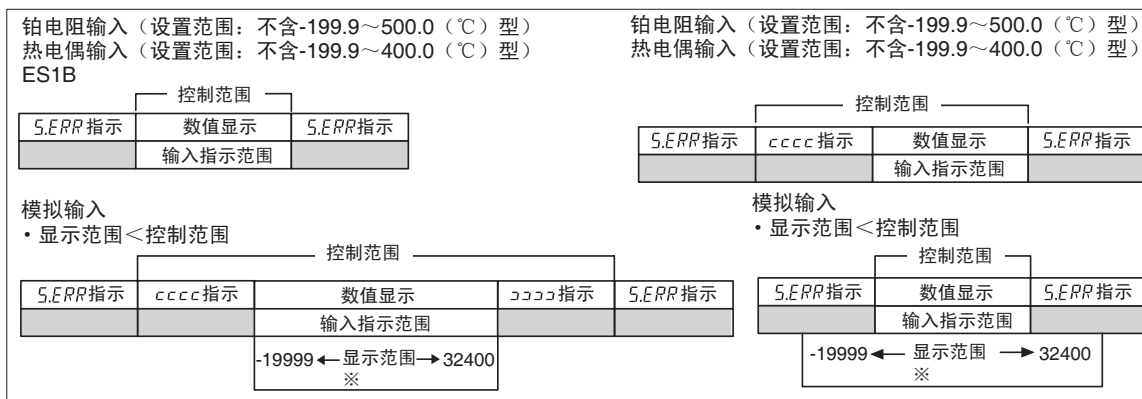 铂电阻输入（设置范围：不含-199.9～500.0（℃）型）
热电偶输入（设置范围：不含-199.9～400.0（℃）型）
ES1B
控制范围
S.ERR指示 数值显示 S.ERR指示
输入指示范围
铂电阻输入（设置范围：不含-199.9～500.0（℃）型）
热电偶输入（设置范围：不含-199.9～400.0（℃）型）
控制范围
S.ERR指示 cccc指示 数值显示 S.ERR指示
输入指示范围
模拟输入
• 显示范围＜控制范围
控制范围
S.ERR指示 cccc指示 数值显示 ככככ指示 S.ERR指示
输入指示范围
-19999 ← 显示范围 → 32400
※
模拟输入
• 显示范围＜控制范围
控制范围
S.ERR指示 数值显示 S.ERR指示
输入指示范围
-19999 ← 显示范围 → 32400
※